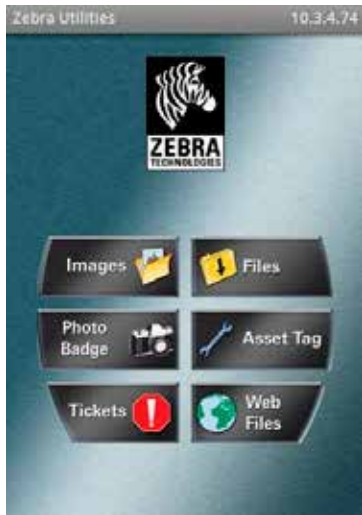 Zebra Utilities 10.3.4.74
ZEBRA
TECHNOLOGIES
Images Files
Photo
Badge
Asset Tag
Tickets
Web
Files